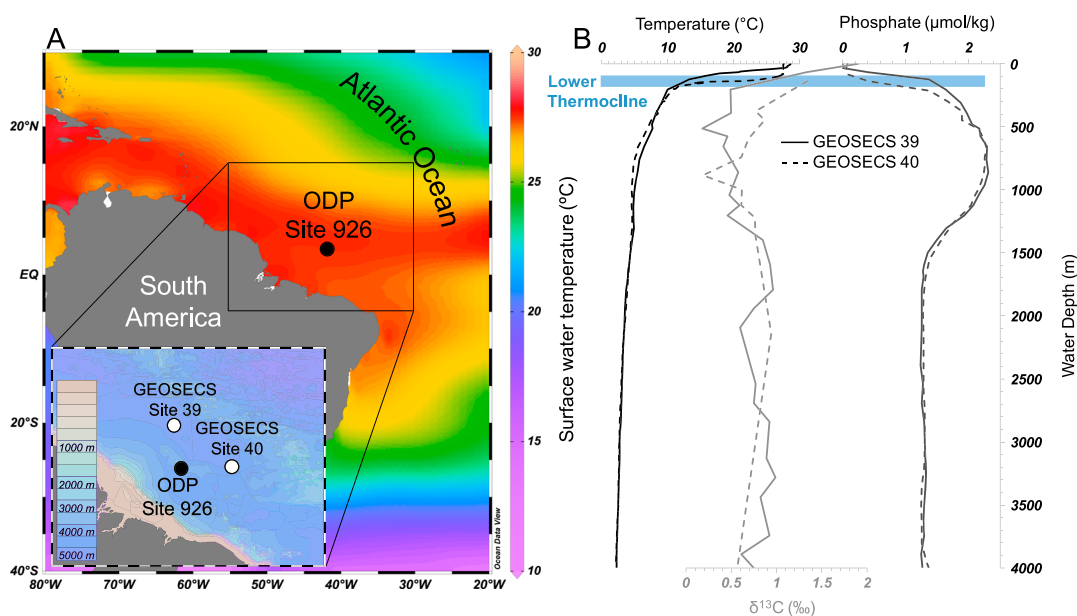 A
Atlantic
Ocean
ODP
Site 926
South
America
20°N
EQ
20°S
40°S
80°W
70°W
60°W
50°W
40°W
30°W
20°W
GEOSECS
Site 39
GEOSECS
Site 40
ODP
Site 926
1000 m
2000 m
3000 m
4000 m
5000 m
Ocean Data View
30
25
20
15
10
Surface water temperature (°C)
B
Temperature (°C)
0
10
20
30
Phosphate (µmol/kg)
0
1
2
Lower
Thermocline
GEOSECS 39
GEOSECS 40
0
500
1000
1500
2000
2500
3000
3500
4000
Water Depth (m)
0
0.5
1
1.5
2
δ¹³C (‰)